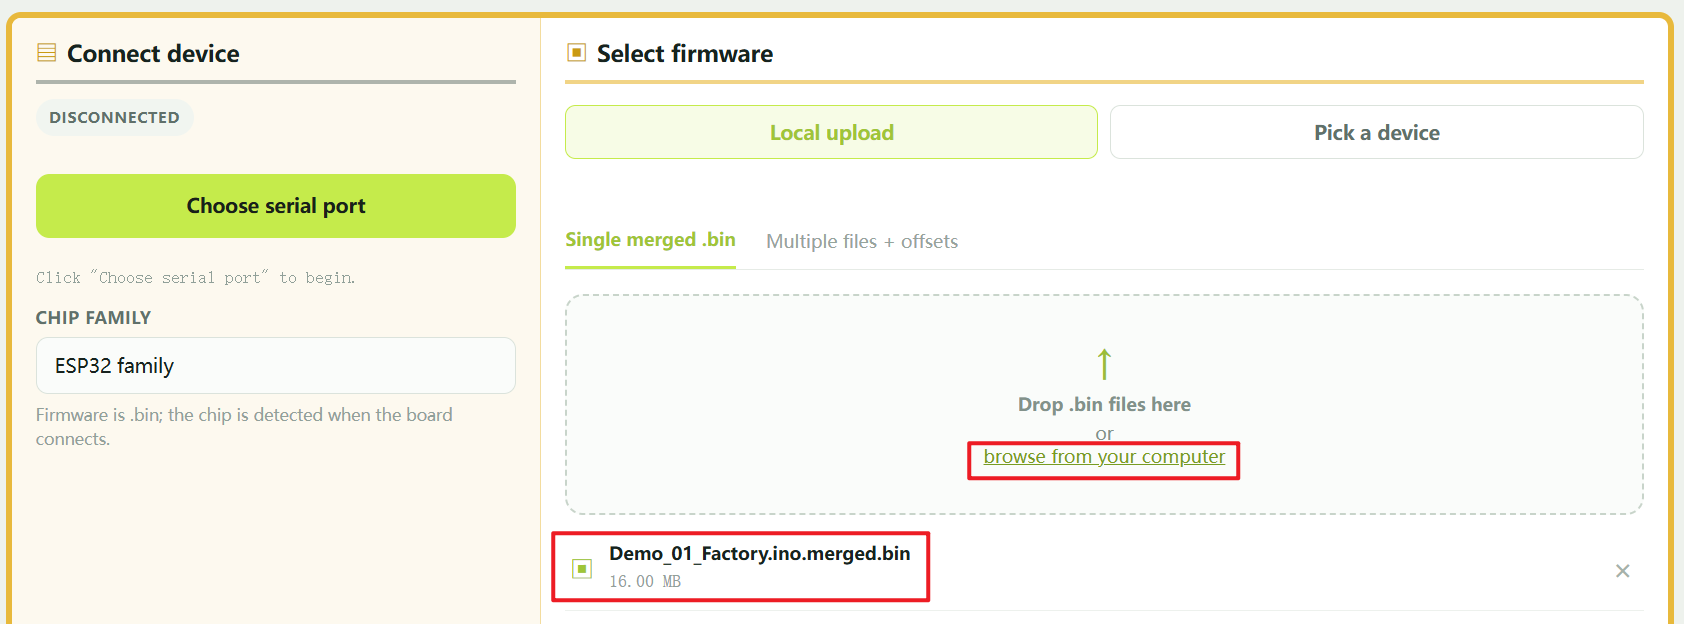 Connect device
DISCONNECTED
Choose serial port
Click "Choose serial port" to begin.
CHIP FAMILY
ESP32 family
Firmware is .bin; the chip is detected when the board
connects.
Select firmware
Local upload
Pick a device
Single merged .bin
Multiple files + offsets
Drop .bin files here
or
browse from your computer
Demo_01_Factory.ino.merged.bin
16.00 MB